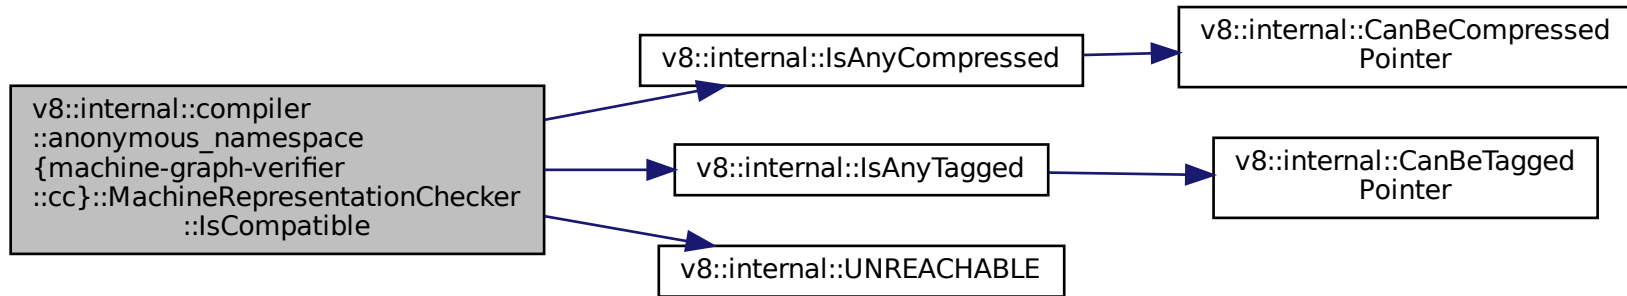 v8::internal::compiler
::anonymous_namespace
{machine-graph-verifier
::cc}::MachineRepresentationChecker
::IsCompatible
v8::internal::IsAnyCompressed
v8::internal::CanBeCompressed
Pointer
v8::internal::IsAnyTagged
v8::internal::CanBeTagged
Pointer
v8::internal::UNREACHABLE